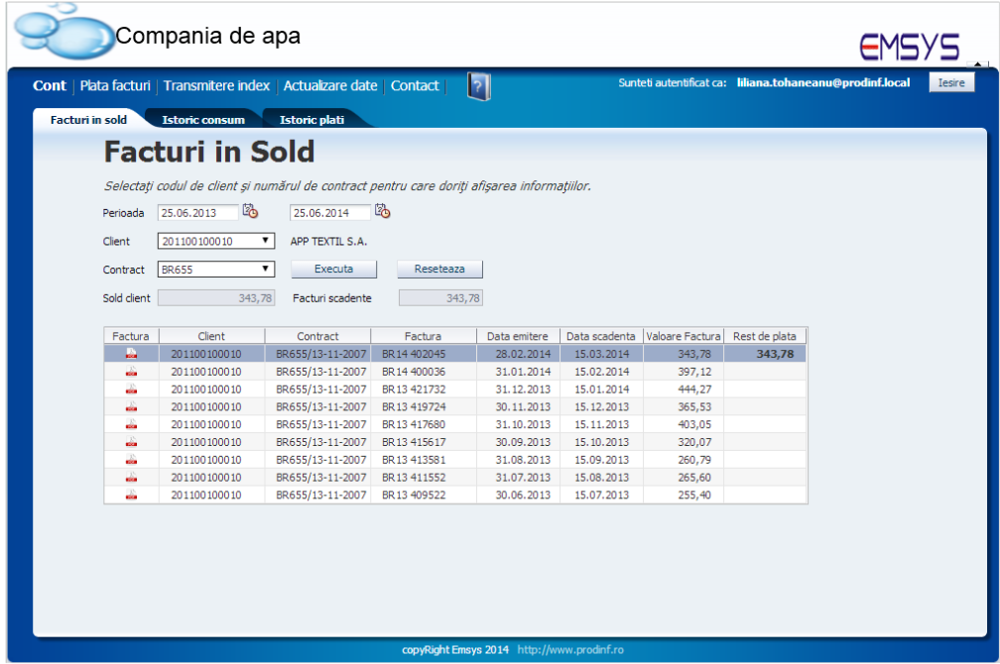 Compania de apa
EMSYS
Cont Plata facturi Transmitere index Actualizare date Contact ? Sunteti autentificat ca: liliana.tohaneanu@prodinf.local Iesire
Facturi in sold Istoric consum Istoric plati
Facturi in Sold
Selectaţi codul de client şi numărul de contract pentru care doriţi afişarea informaţiilor.
Perioada 25.06.2013 25.06.2014
Client 201100100010 APP TEXTIL S.A.
Contract BR655 Executa Reseteaza
Sold client 343,78 Facturi scadente 343,78
Factura Client Contract Factura Data emitere Data scadenta Valoare Factura Rest de plata
201100100010 BR655/13-11-2007 BR14 402045 28.02.2014 15.03.2014 343,78 343,78
201100100010 BR655/13-11-2007 BR14 400036 31.01.2014 15.02.2014 397,12
201100100010 BR655/13-11-2007 BR13 421732 31.12.2013 15.01.2014 444,27
201100100010 BR655/13-11-2007 BR13 419724 30.11.2013 15.12.2013 365,53
201100100010 BR655/13-11-2007 BR13 417680 31.10.2013 15.11.2013 403,05
201100100010 BR655/13-11-2007 BR13 415617 30.09.2013 15.10.2013 320,07
201100100010 BR655/13-11-2007 BR13 413581 31.08.2013 15.09.2013 260,79
201100100010 BR655/13-11-2007 BR13 411552 31.07.2013 15.08.2013 265,60
201100100010 BR655/13-11-2007 BR13 409522 30.06.2013 15.07.2013 255,40
copyRight Emsys 2014 http://www.prodinf.ro